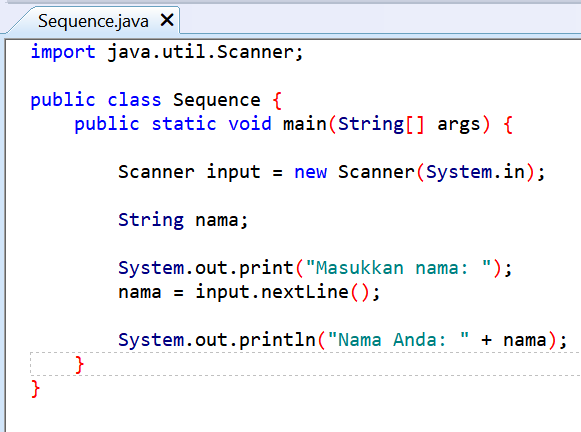 Sequence.java
import java.util.Scanner;
public class Sequence {
public static void main(String[] args) {
Scanner input = new Scanner(System.in);
String nama;
System.out.print("Masukkan nama: ");
nama = input.nextLine();
System.out.println("Nama Anda: " + nama);
}
}